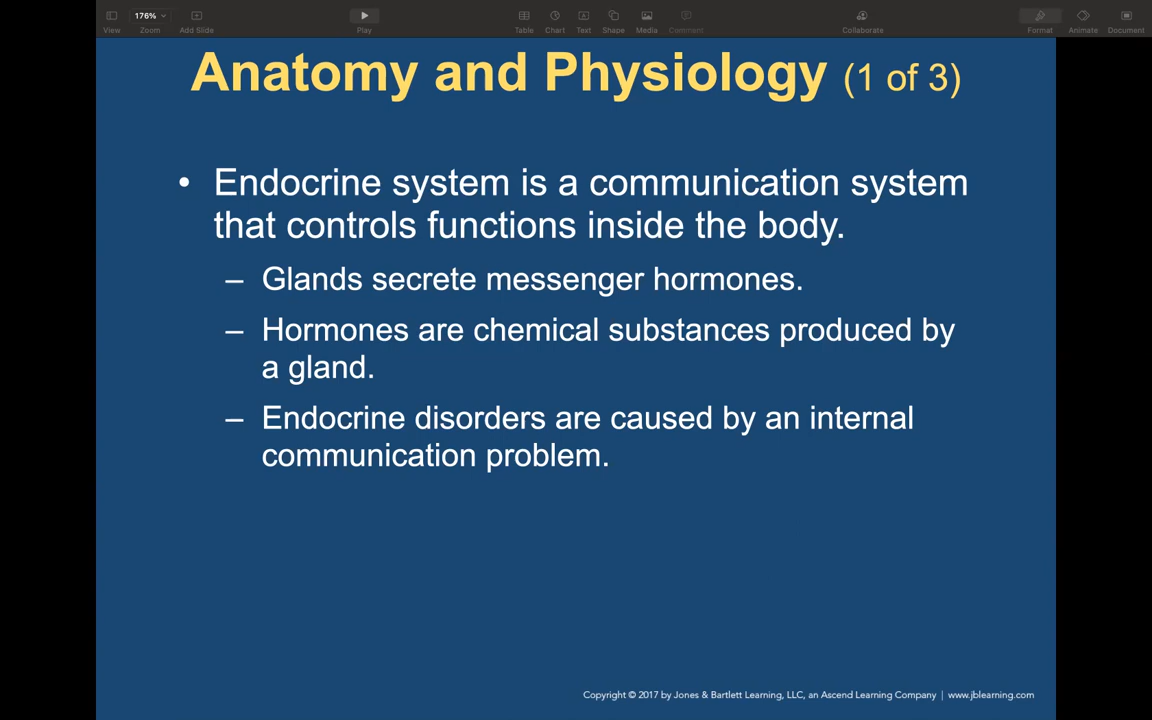 176%
View
Zoom
Add Slide
Play
Table
Chart
Text
Shape
Media
Comment
Collaborate
Format
Animate
Document
Anatomy and Physiology (1 of 3)
• Endocrine system is a communication system
that controls functions inside the body.
– Glands secrete messenger hormones.
– Hormones are chemical substances produced by
a gland.
– Endocrine disorders are caused by an internal
communication problem.
Copyright © 2017 by Jones & Bartlett Learning, LLC, an Ascend Learning Company | www.jblearning.com